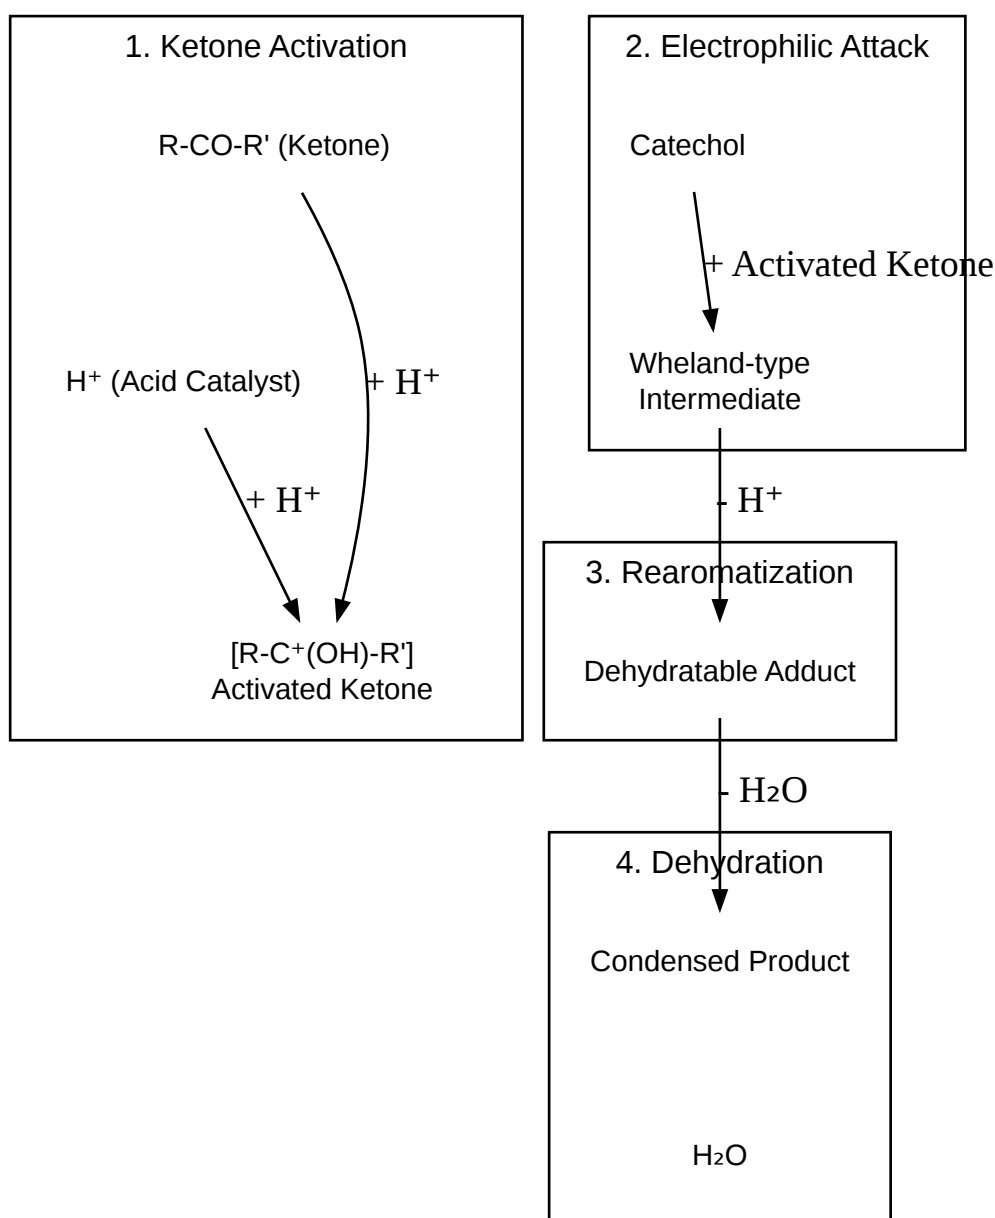 1. Ketone Activation
R-CO-R' (Ketone)
H⁺ (Acid Catalyst)
+ H⁺
+ H⁺
[R-C⁺(OH)-R']
Activated Ketone
2. Electrophilic Attack
Catechol
+ Activated Ketone
Wheland-type
Intermediate
- H⁺
3. Rearomatization
Dehydratable Adduct
- H₂O
4. Dehydration
Condensed Product
H₂O